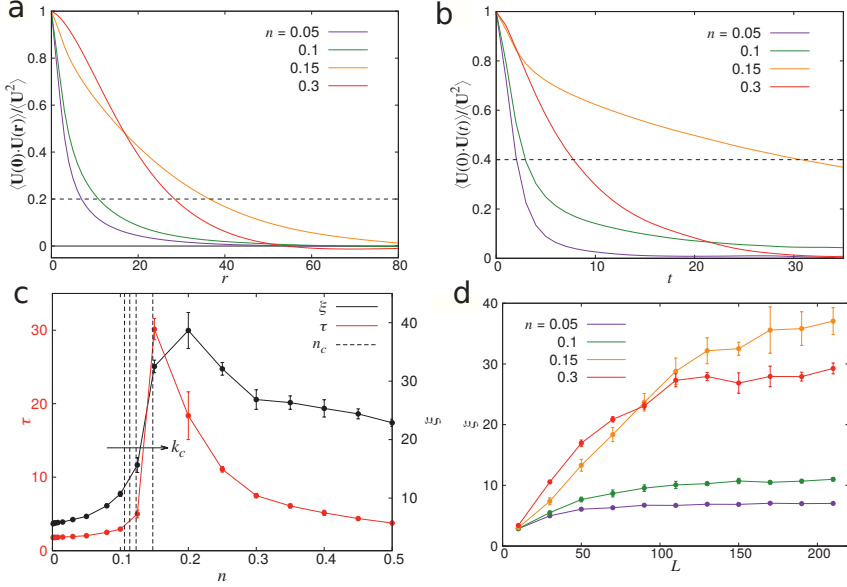 a
n = 0.05
0.1
0.15
0.3
⟨U(0)·U(r)⟩/⟨U²⟩
1
0.8
0.6
0.4
0.2
0
0 20 40 60 80
r
b
n = 0.05
0.1
0.15
0.3
⟨U(0)·U(t)⟩/⟨U²⟩
1
0.8
0.6
0.4
0.2
0
0 10 20 30
t
c
ξ
τ
n_c
30
20
10
0
τ
40
30
20
10
ξ
k_c
0 0.1 0.2 0.3 0.4 0.5
n
d
n = 0.05
0.1
0.15
0.3
40
30
20
10
0
ξ
0 50 100 150 200
L